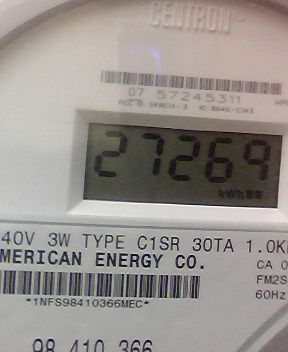 CENTRON®
07 57245311
27269
kWh
40V 3W TYPE C1SR 30TA 1.0K
MERICAN ENERGY CO.
CA 0
FM2S
60Hz
*1NFS98410366MEC*
98 410 366